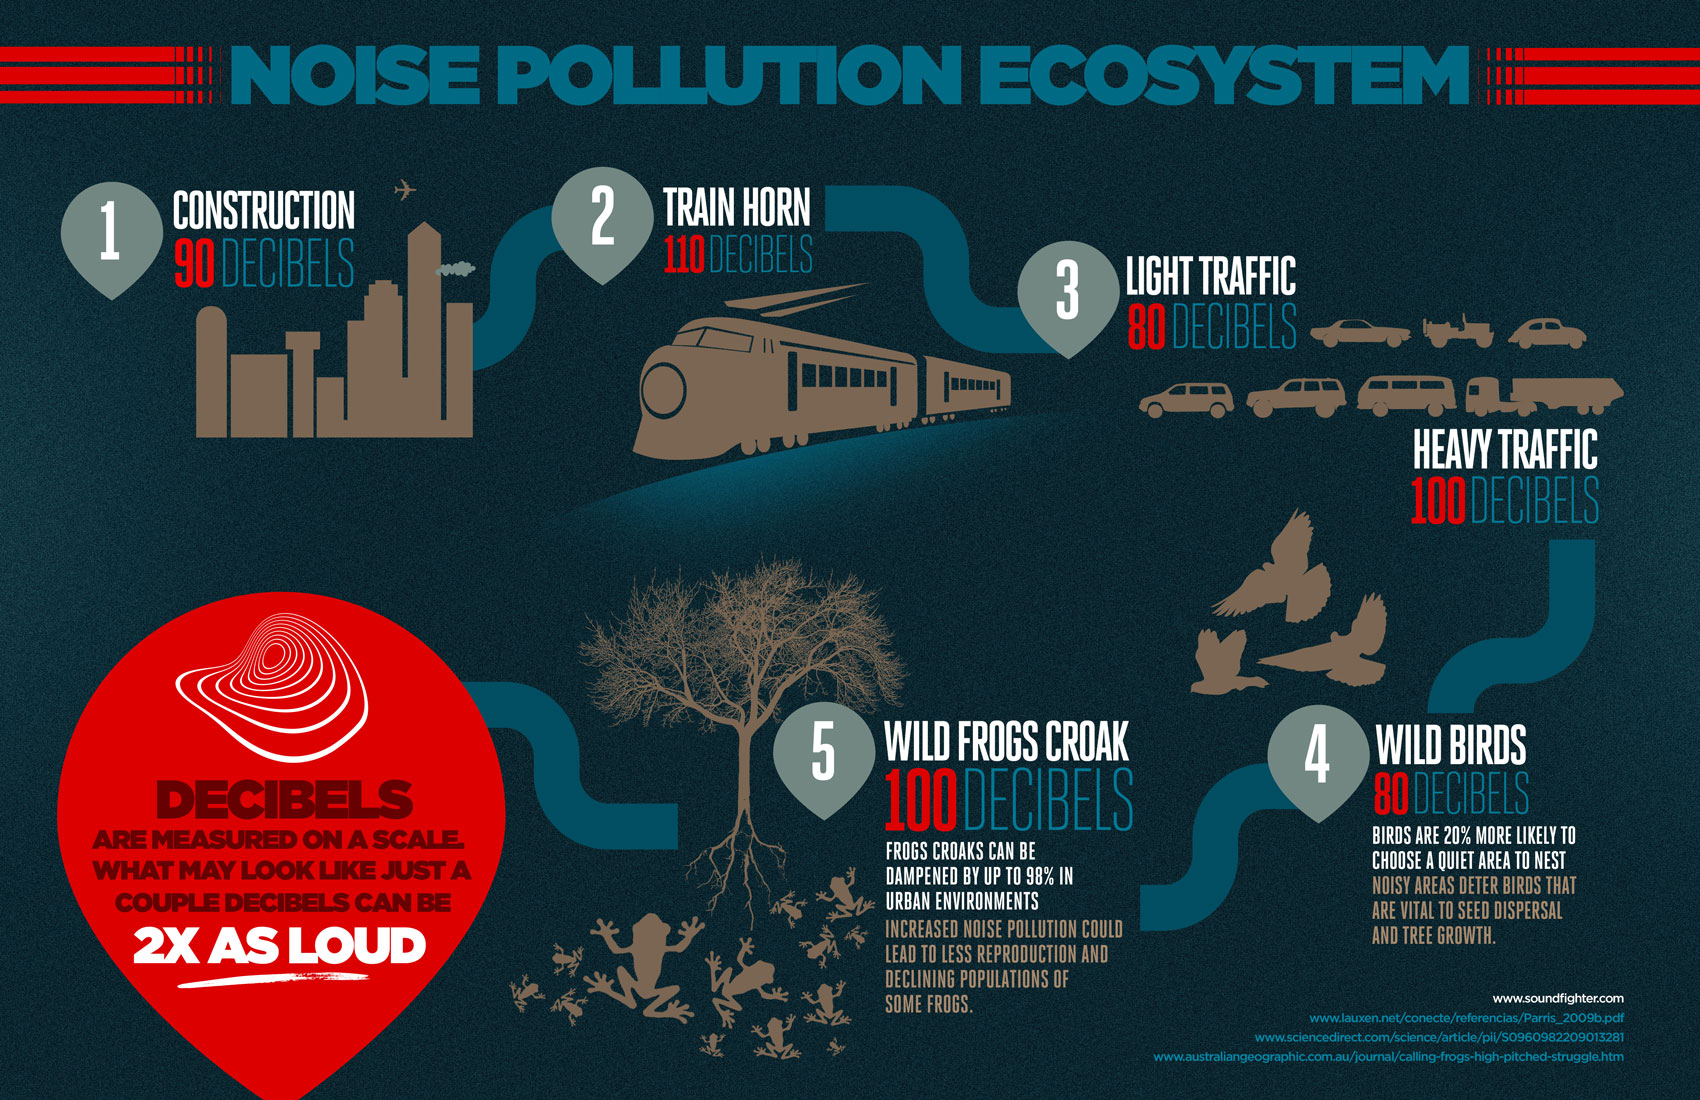 NOISE POLLUTION ECOSYSTEM
1
CONSTRUCTION
90 DECIBELS
2
TRAIN HORN
110 DECIBELS
3
LIGHT TRAFFIC
80 DECIBELS
HEAVY TRAFFIC
100 DECIBELS
4
WILD BIRDS
80 DECIBELS
BIRDS ARE 20% MORE LIKELY TO
CHOOSE A QUIET AREA TO NEST
NOISY AREAS DETER BIRDS THAT
ARE VITAL TO SEED DISPERSAL
AND TREE GROWTH.
5
WILD FROGS CROAK
100 DECIBELS
FROGS CROAKS CAN BE
DAMPENED BY UP TO 98% IN
URBAN ENVIRONMENTS
INCREASED NOISE POLLUTION COULD
LEAD TO LESS REPRODUCTION AND
DECLINING POPULATIONS OF
SOME FROGS.
DECIBELS
ARE MEASURED ON A SCALE.
WHAT MAY LOOK LIKE JUST A
COUPLE DECIBELS CAN BE
2X AS LOUD
www.soundfighter.com
www.lauxen.net/conecte/referencias/Parris_2009b.pdf
www.sciencedirect.com/science/article/pii/S0960982209013281
www.australiangeographic.com.au/journal/calling-frogs-high-pitched-struggle.htm